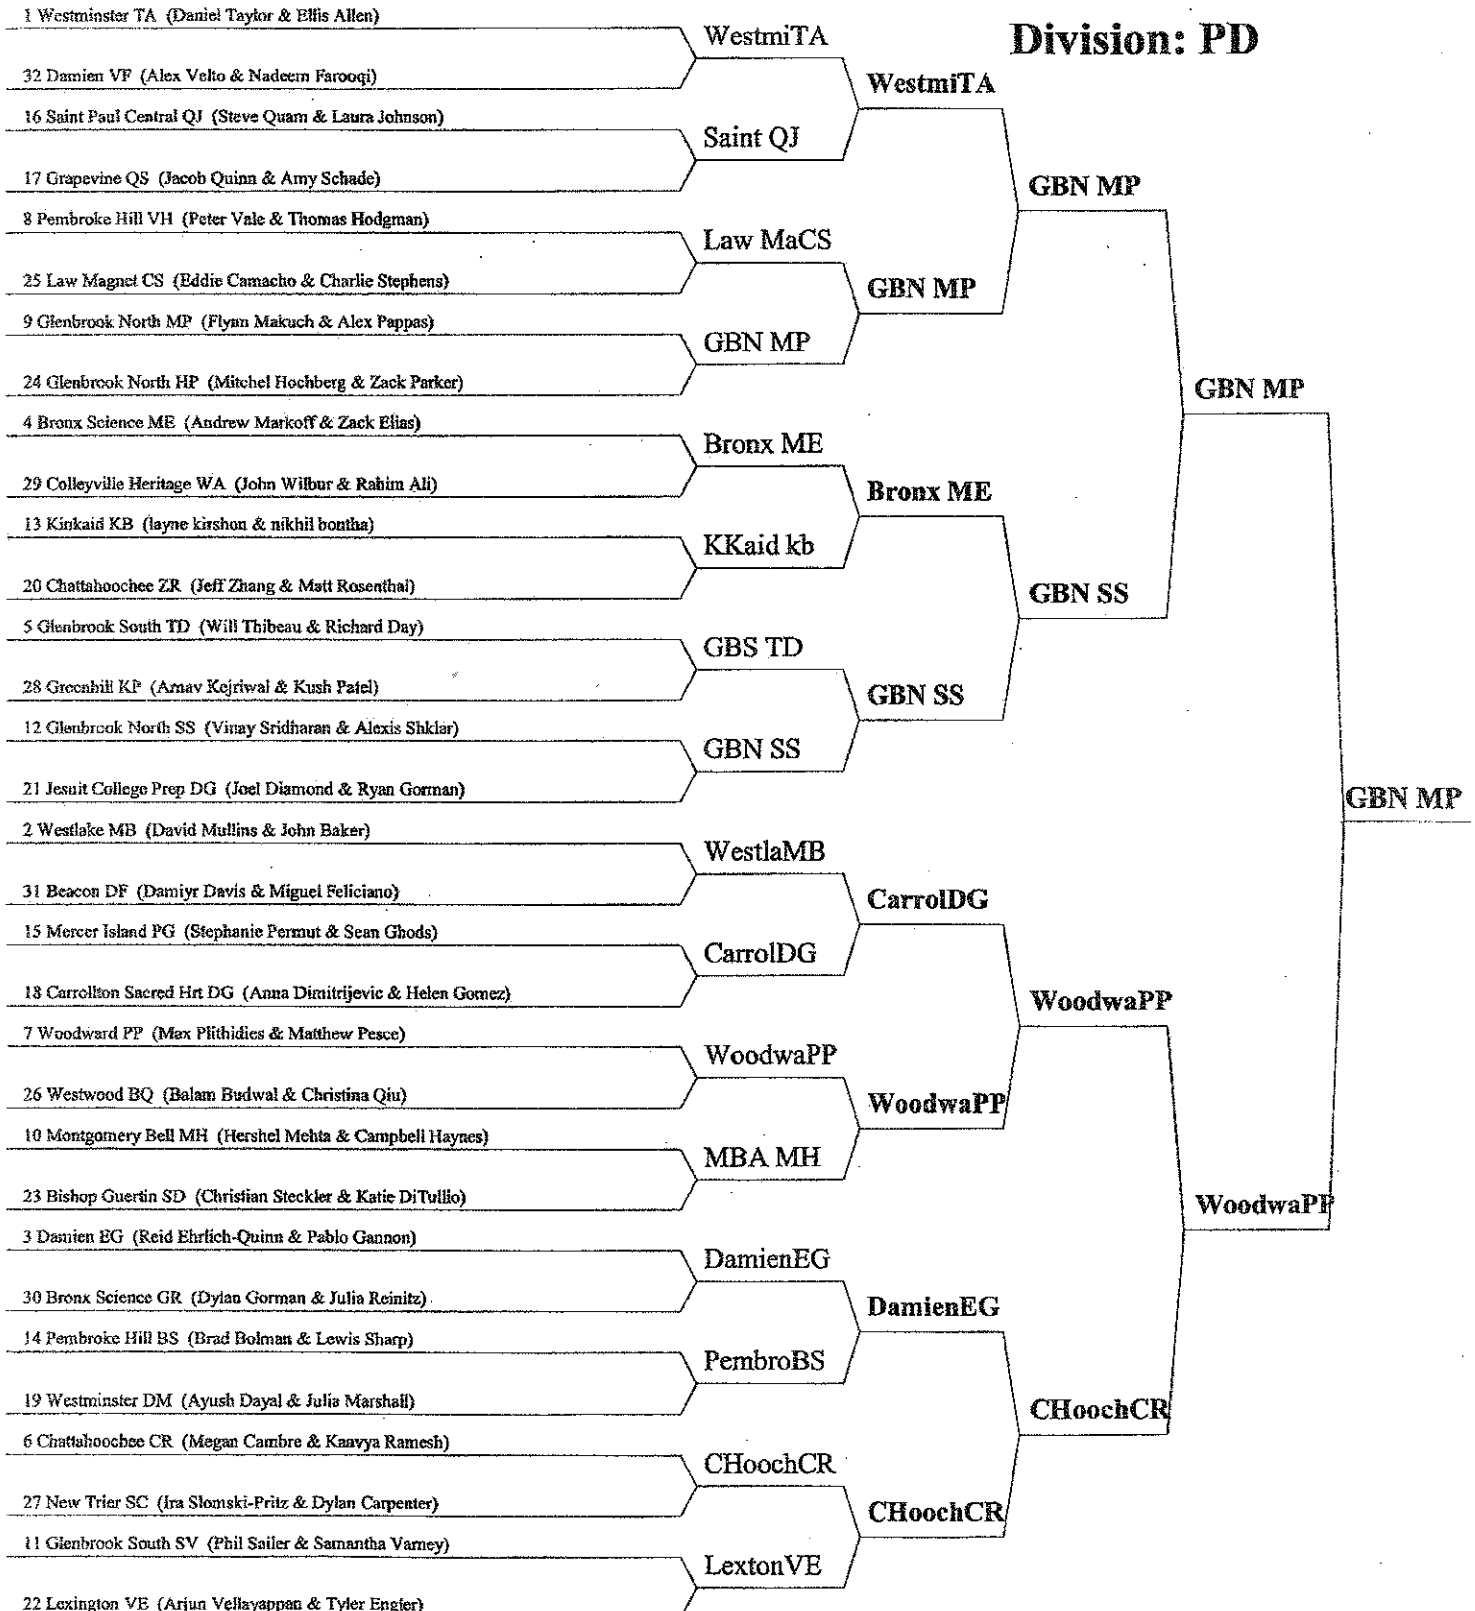 1 Westminster TA (Daniel Taylor & Ellis Allen)
Division: PD
WestmiTA
32 Damien VF (Alex Velto & Nadeem Farooqi)
WestmiTA
16 Saint Paul Central QJ (Steve Quam & Laura Johnson)
Saint QJ
17 Grapevine QS (Jacob Quinn & Amy Schade)
GBN MP
8 Pembroke Hill VH (Peter Vale & Thomas Hodgman)
Law MaCS
25 Law Magnet CS (Eddie Camacho & Charlie Stephens)
GBN MP
9 Glenbrook North MP (Flynn Makuch & Alex Pappas)
GBN MP
24 Glenbrook North HP (Mitchel Hochberg & Zack Parker)
GBN MP
4 Bronx Science ME (Andrew Markoff & Zack Elias)
Bronx ME
29 Colleyville Heritage WA (John Wilbur & Rahim Ali)
Bronx ME
13 Kinkaid KB (layne kirshon & nikhil bontha)
KKaid kb
20 Chattahoochee ZR (Jeff Zhang & Matt Rosenthal)
GBN SS
5 Glenbrook South TD (Will Thibeau & Richard Day)
GBS TD
28 Greenhill KP (Arnav Kejriwal & Kush Patel)
GBN SS
12 Glenbrook North SS (Vinay Sridharan & Alexis Shklar)
GBN SS
21 Jesuit College Prep DG (Joel Diamond & Ryan Gorman)
GBN MP
2 Westlake MB (David Mullins & John Baker)
WestlaMB
31 Beacon DF (Damiyr Davis & Miguel Feliciano)
CarrolDG
15 Mercer Island PG (Stephanie Permut & Sean Ghods)
CarrolDG
18 Carrollton Sacred Hrt DG (Anna Dimitrijevic & Helen Gomez)
WoodwaPP
7 Woodward PP (Max Plithidies & Matthew Pesce)
WoodwaPP
26 Westwood BQ (Balam Budwal & Christina Qiu)
WoodwaPP
10 Montgomery Bell MH (Hershel Mehta & Campbell Haynes)
MBA MH
23 Bishop Guertin SD (Christian Steckler & Katie DiTullio)
WoodwaPP
3 Damien EG (Reid Ehrlich-Quinn & Pablo Gannon)
DamienEG
30 Bronx Science GR (Dylan Gorman & Julia Reinitz)
DamienEG
14 Pembroke Hill BS (Brad Bolman & Lewis Sharp)
PembroBS
19 Westminster DM (Ayush Dayal & Julia Marshall)
CHoochCR
6 Chattahoochee CR (Megan Cambre & Kaavya Ramesh)
CHoochCR
27 New Trier SC (Ira Slomski-Pritz & Dylan Carpenter)
CHoochCR
11 Glenbrook South SV (Phil Sailer & Samantha Varney)
LextonVE
22 Lexington VE (Arjun Vellayappan & Tyler Engler)